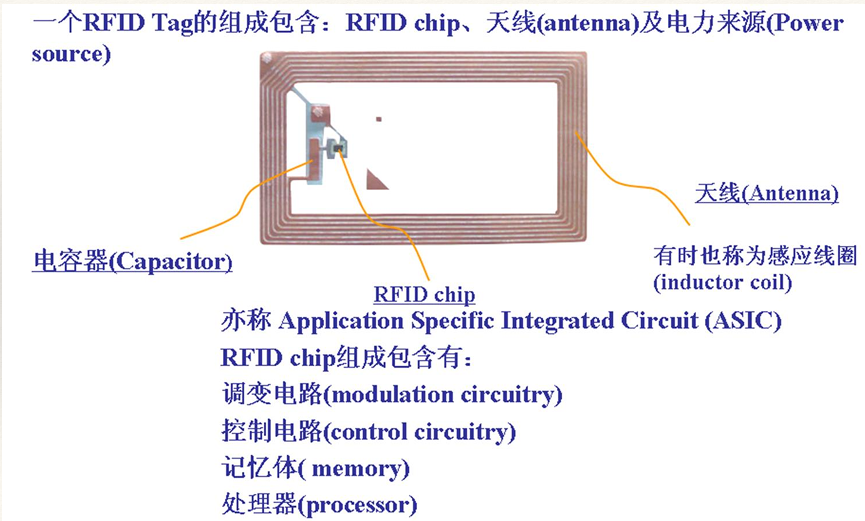 一个RFID Tag的组成包含：RFID chip、天线(antenna)及电力来源(Power
source)
天线(Antenna)
电容器(Capacitor)
有时也称为感应线圈
(inductor coil)
RFID chip
亦称 Application Specific Integrated Circuit (ASIC)
RFID chip组成包含有：
调变电路(modulation circuitry)
控制电路(control circuitry)
记忆体( memory)
处理器(processor)